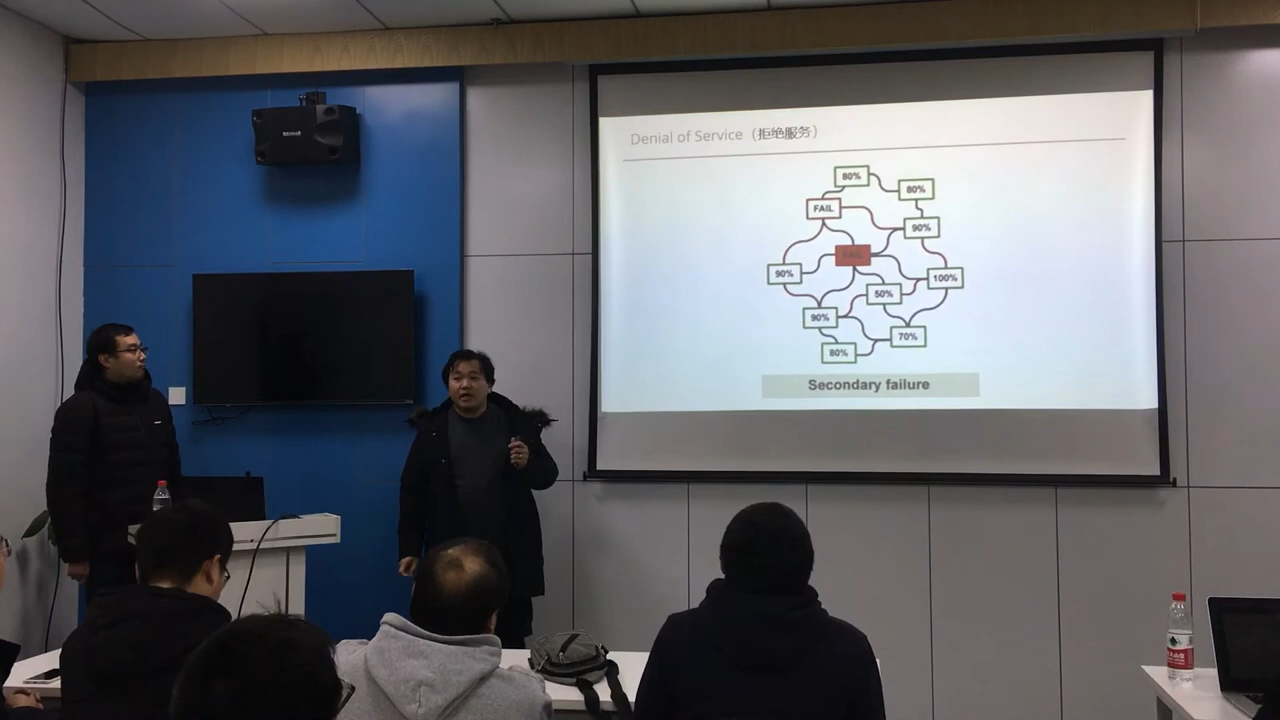 Denial of Service（拒绝服务）
80%
80%
FAIL
90%
FAIL
90%
100%
50%
90%
70%
80%
Secondary failure